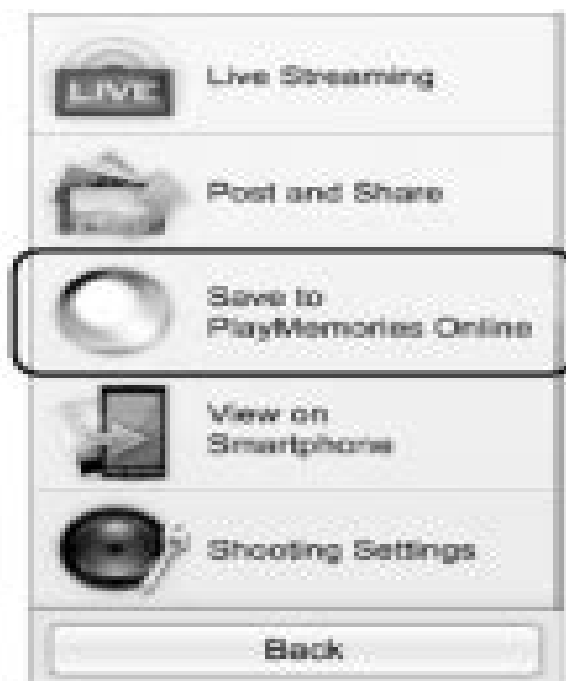 LIVE
Live Streaming
Post and Share
Save to
PlayMemories Online
View on
Smartphone
Shooting Settings
Back